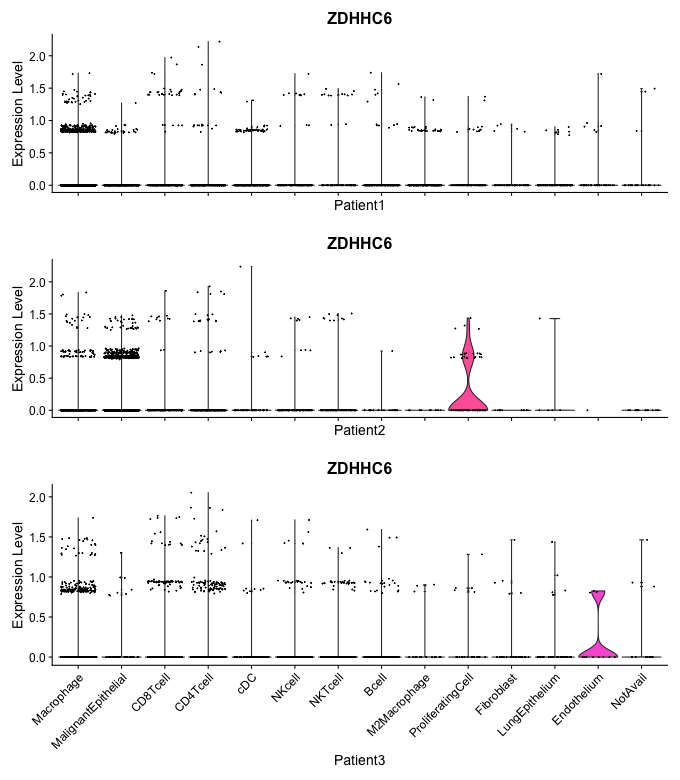 ZDHHC6
Expression Level
2.0
1.5
1.0
0.5
0.0
Patient1
ZDHHC6
Expression Level
2.0
1.5
1.0
0.5
0.0
Patient2
ZDHHC6
Expression Level
2.0
1.5
1.0
0.5
0.0
Macrophage
MalignantEpithelial
CD8Tcell
CD4Tcell
cDC
NKcell
NKTcell
Bcell
M2Macrophage
ProliferatingCell
Fibroblast
LungEpithelium
Endothelium
NotAvail
Patient3